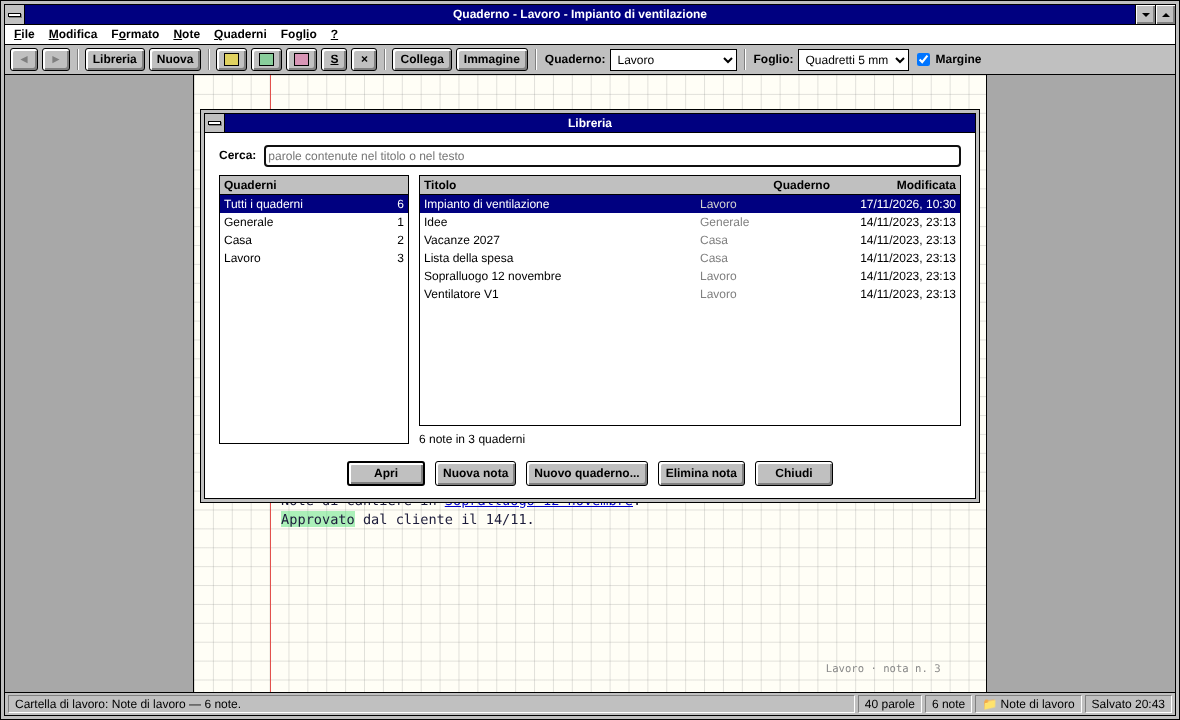 Quaderno - Lavoro - Impianto di ventilazione
File Modifica Formato Note Quaderni Foglio ?
◄ ► Libreria Nuova S × Collega Immagine Quaderno: Lavoro Foglio: Quadretti 5 mm Margine
Libreria
Cerca: parole contenute nel titolo o nel testo
Quaderni
Tutti i quaderni 6
Generale 1
Casa 2
Lavoro 3
Titolo Quaderno Modificata
Impianto di ventilazione Lavoro 17/11/2026, 10:30
Idee Generale 14/11/2023, 23:13
Vacanze 2027 Casa 14/11/2023, 23:13
Lista della spesa Casa 14/11/2023, 23:13
Sopralluogo 12 novembre Lavoro 14/11/2023, 23:13
Ventilatore V1 Lavoro 14/11/2023, 23:13
6 note in 3 quaderni
Apri Nuova nota Nuovo quaderno... Elimina nota Chiudi
Note di cantiere in Sopralluogo 12 novembre.
Approvato dal cliente il 14/11.
Lavoro · nota n. 3
Cartella di lavoro: Note di lavoro — 6 note. 40 parole 6 note 📁 Note di lavoro Salvato 20:43